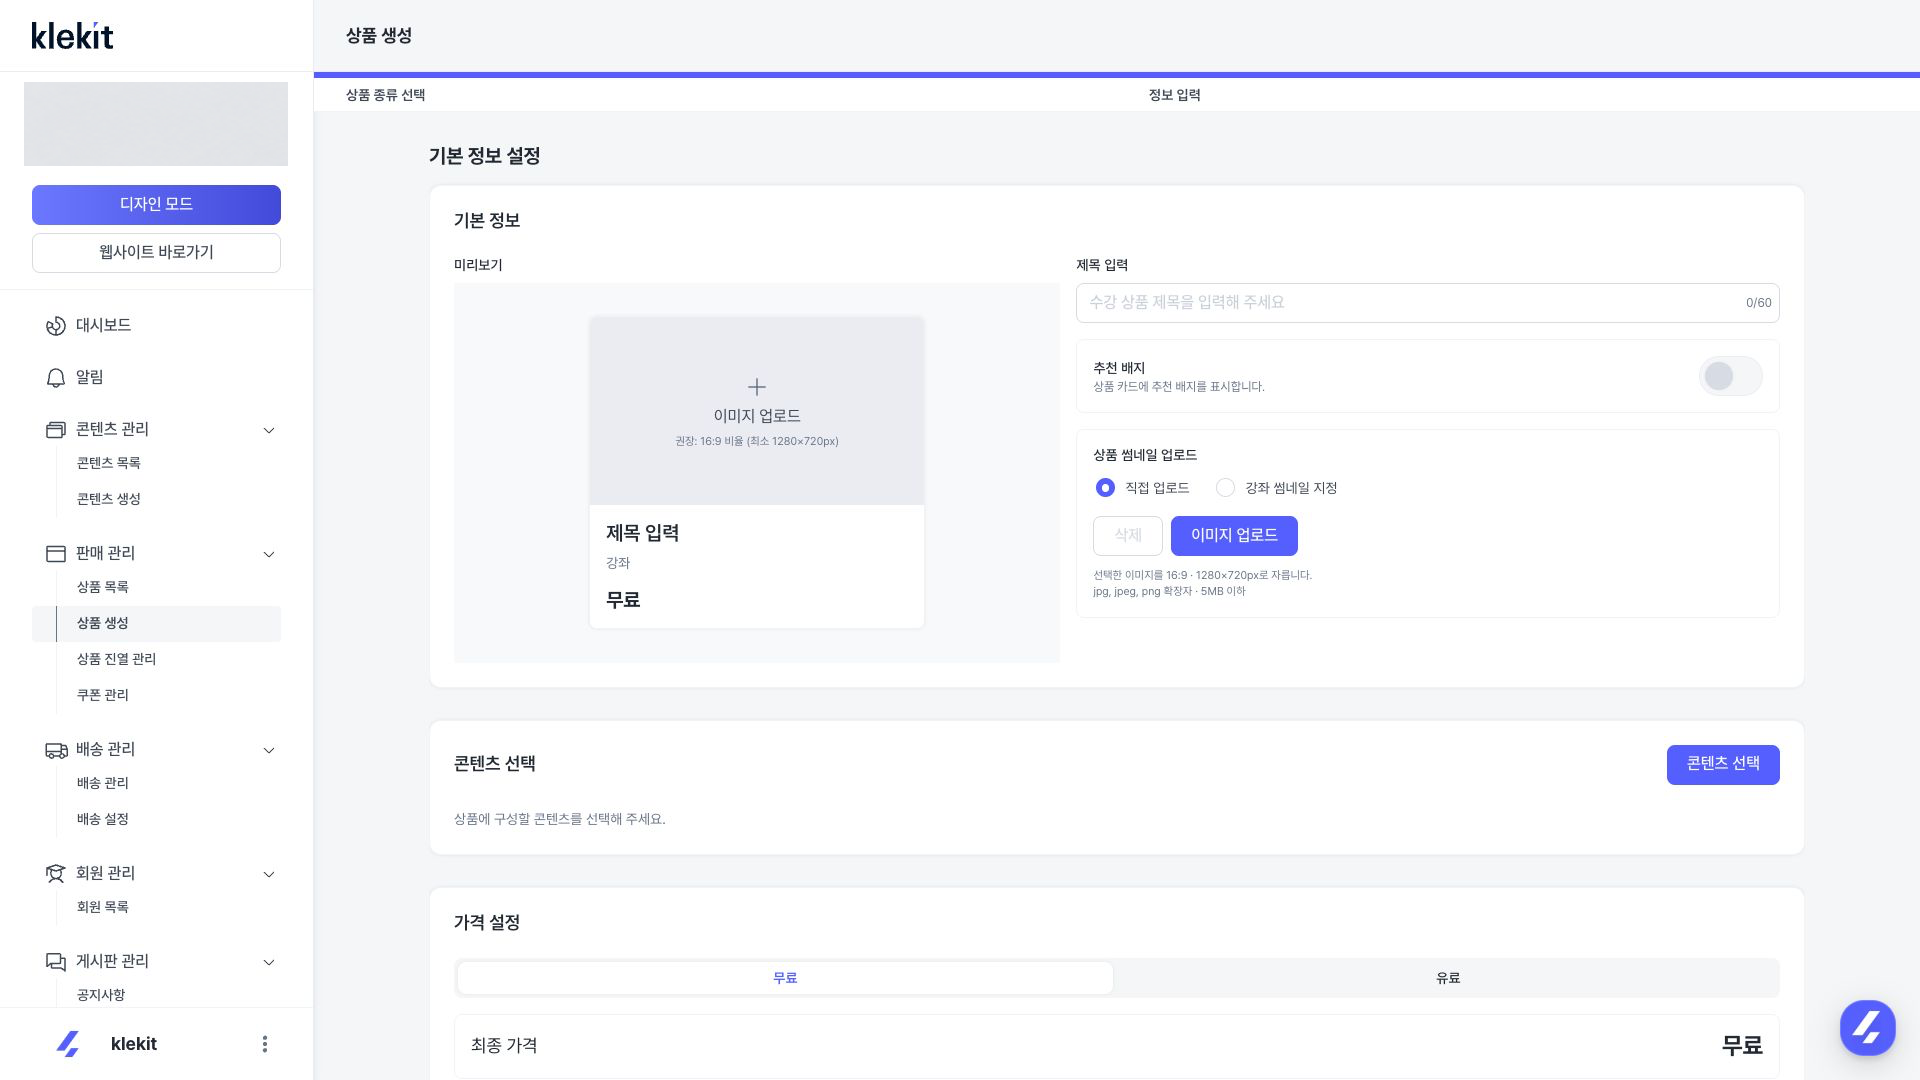 klekit
디자인 모드
웹사이트 바로가기
대시보드
알림
콘텐츠 관리
콘텐츠 목록
콘텐츠 생성
판매 관리
상품 목록
상품 생성
상품 진열 관리
쿠폰 관리
배송 관리
배송 관리
배송 설정
회원 관리
회원 목록
게시판 관리
공지사항
klekit
상품 생성
상품 종류 선택
정보 입력
기본 정보 설정
기본 정보
미리보기
이미지 업로드
권장: 16:9 비율 (최소 1280×720px)
제목 입력
강좌
무료
제목 입력
수강 상품 제목을 입력해 주세요
0/60
추천 배지
상품 카드에 추천 배지를 표시합니다.
상품 썸네일 업로드
직접 업로드
강좌 썸네일 지정
삭제
이미지 업로드
선택한 이미지를 16:9 · 1280×720px로 자릅니다.
jpg, jpeg, png 확장자 · 5MB 이하
콘텐츠 선택
콘텐츠 선택
상품에 구성할 콘텐츠를 선택해 주세요.
가격 설정
무료
유료
최종 가격
무료